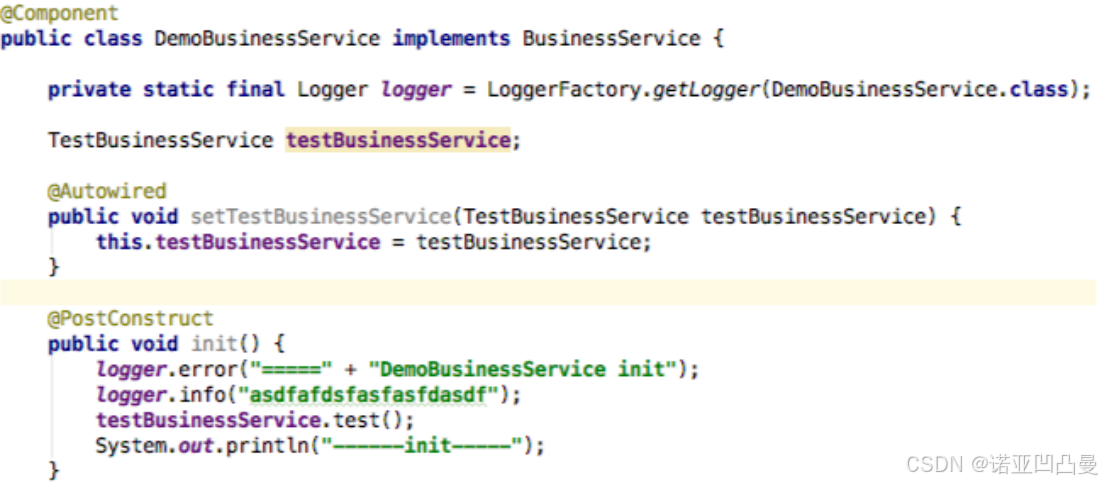 @Component
public class DemoBusinessService implements BusinessService {
private static final Logger logger = LoggerFactory.getLogger(DemoBusinessService.class);
TestBusinessService testBusinessService;
@Autowired
public void setTestBusinessService(TestBusinessService testBusinessService) {
this.testBusinessService = testBusinessService;
}
@PostConstruct
public void init() {
logger.error("=====" + "DemoBusinessService init");
logger.info("asdfafdsfasfasfdasdf");
testBusinessService.test();
System.out.println("------init-----");
}
CSDN @诺亚凹凸曼